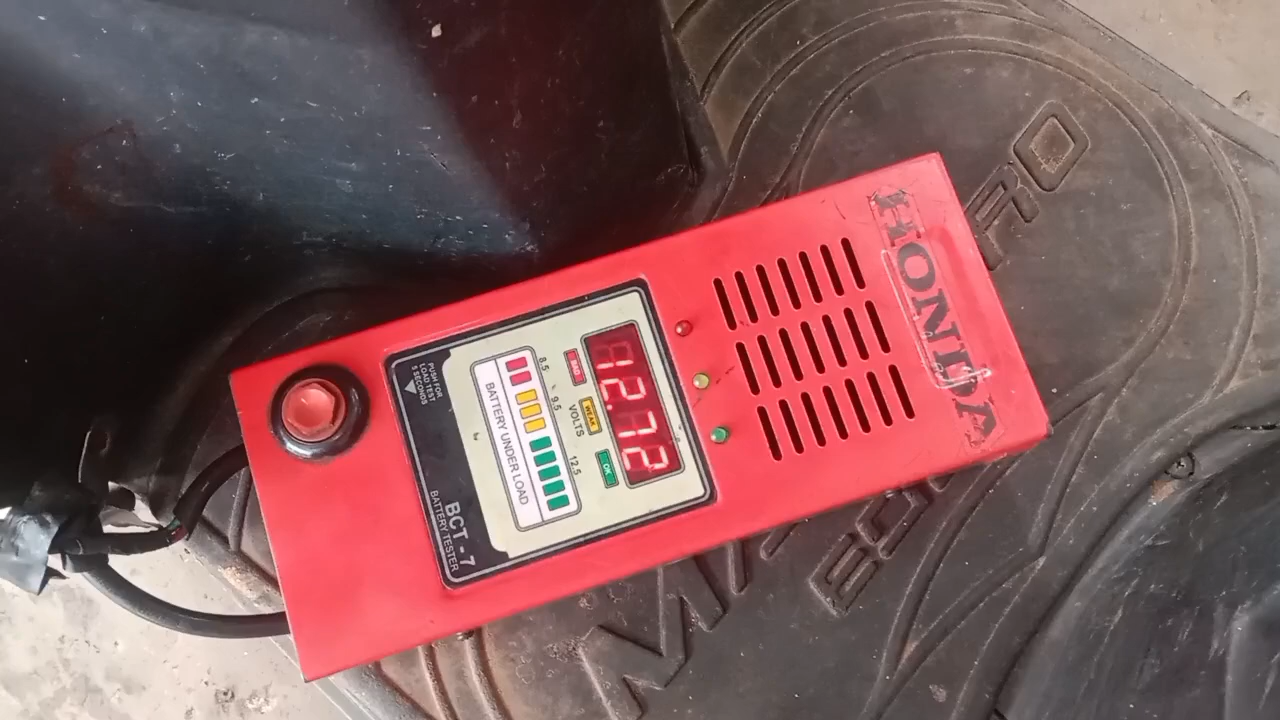 HONDA
12.72
BAD
WEAK
OK
VOLTS
8.5
9.5
12.5
BATTERY UNDER LOAD
PUSH FOR
LOAD TEST
5 SECONDS
BCT - 7
BATTERY TESTER
RO